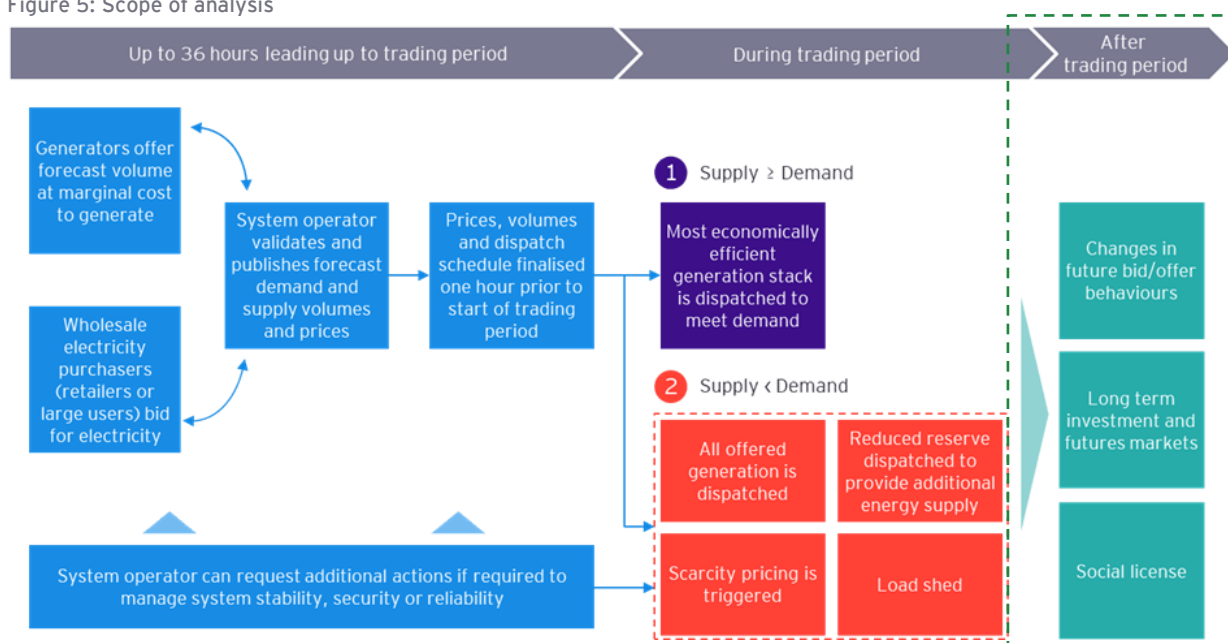 Figure 5: Scope of analysis
Up to 36 hours leading up to trading period
During trading period
After
trading period
Generators offer
forecast volume
at marginal cost
to generate
Wholesale
electricity
purchasers
(retailers or
large users) bid
for electricity
System operator
validates and
publishes forecast
demand and
supply volumes
and prices
Prices, volumes
and dispatch
schedule finalised
one hour prior to
start of trading
period
System operator can request additional actions if required to
manage system stability, security or reliability
1 Supply ≥ Demand
Most economically
efficient
generation stack
is dispatched to
meet demand
2 Supply < Demand
All offered
generation is
dispatched
Reduced reserve
dispatched to
provide additional
energy supply
Scarcity pricing is
triggered
Load shed
Changes in
future bid/offer
behaviours
Long term
investment and
futures markets
Social license